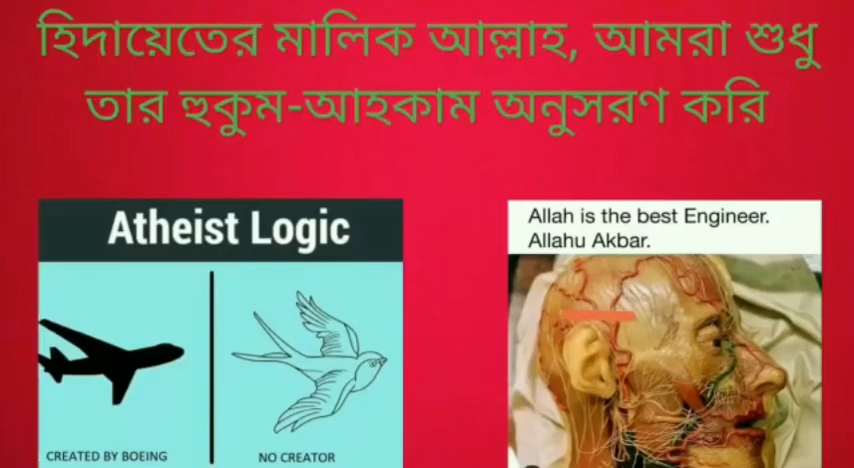 হিদায়েতের মালিক আল্লাহ, আমরা শুধু
তার হুকুম-আহকাম অনুসরণ করি
Atheist Logic
CREATED BY BOEING
NO CREATOR
Allah is the best Engineer.
Allahu Akbar.